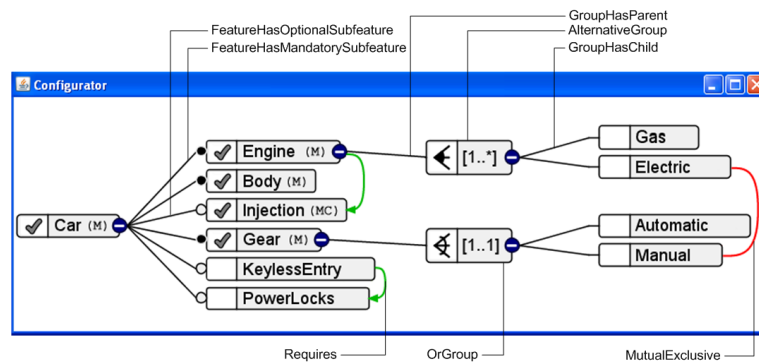 GroupHasParent
FeatureHasOptionalSubfeature
AlternativeGroup
FeatureHasMandatorySubfeature
GroupHasChild
Configurator
Gas
Engine (M)
[1..*]
Electric
Body (M)
Injection (MC)
Car (M)
Automatic
Gear (M)
[1..1]
Manual
KeylessEntry
PowerLocks
Requires
OrGroup
MutualExclusive